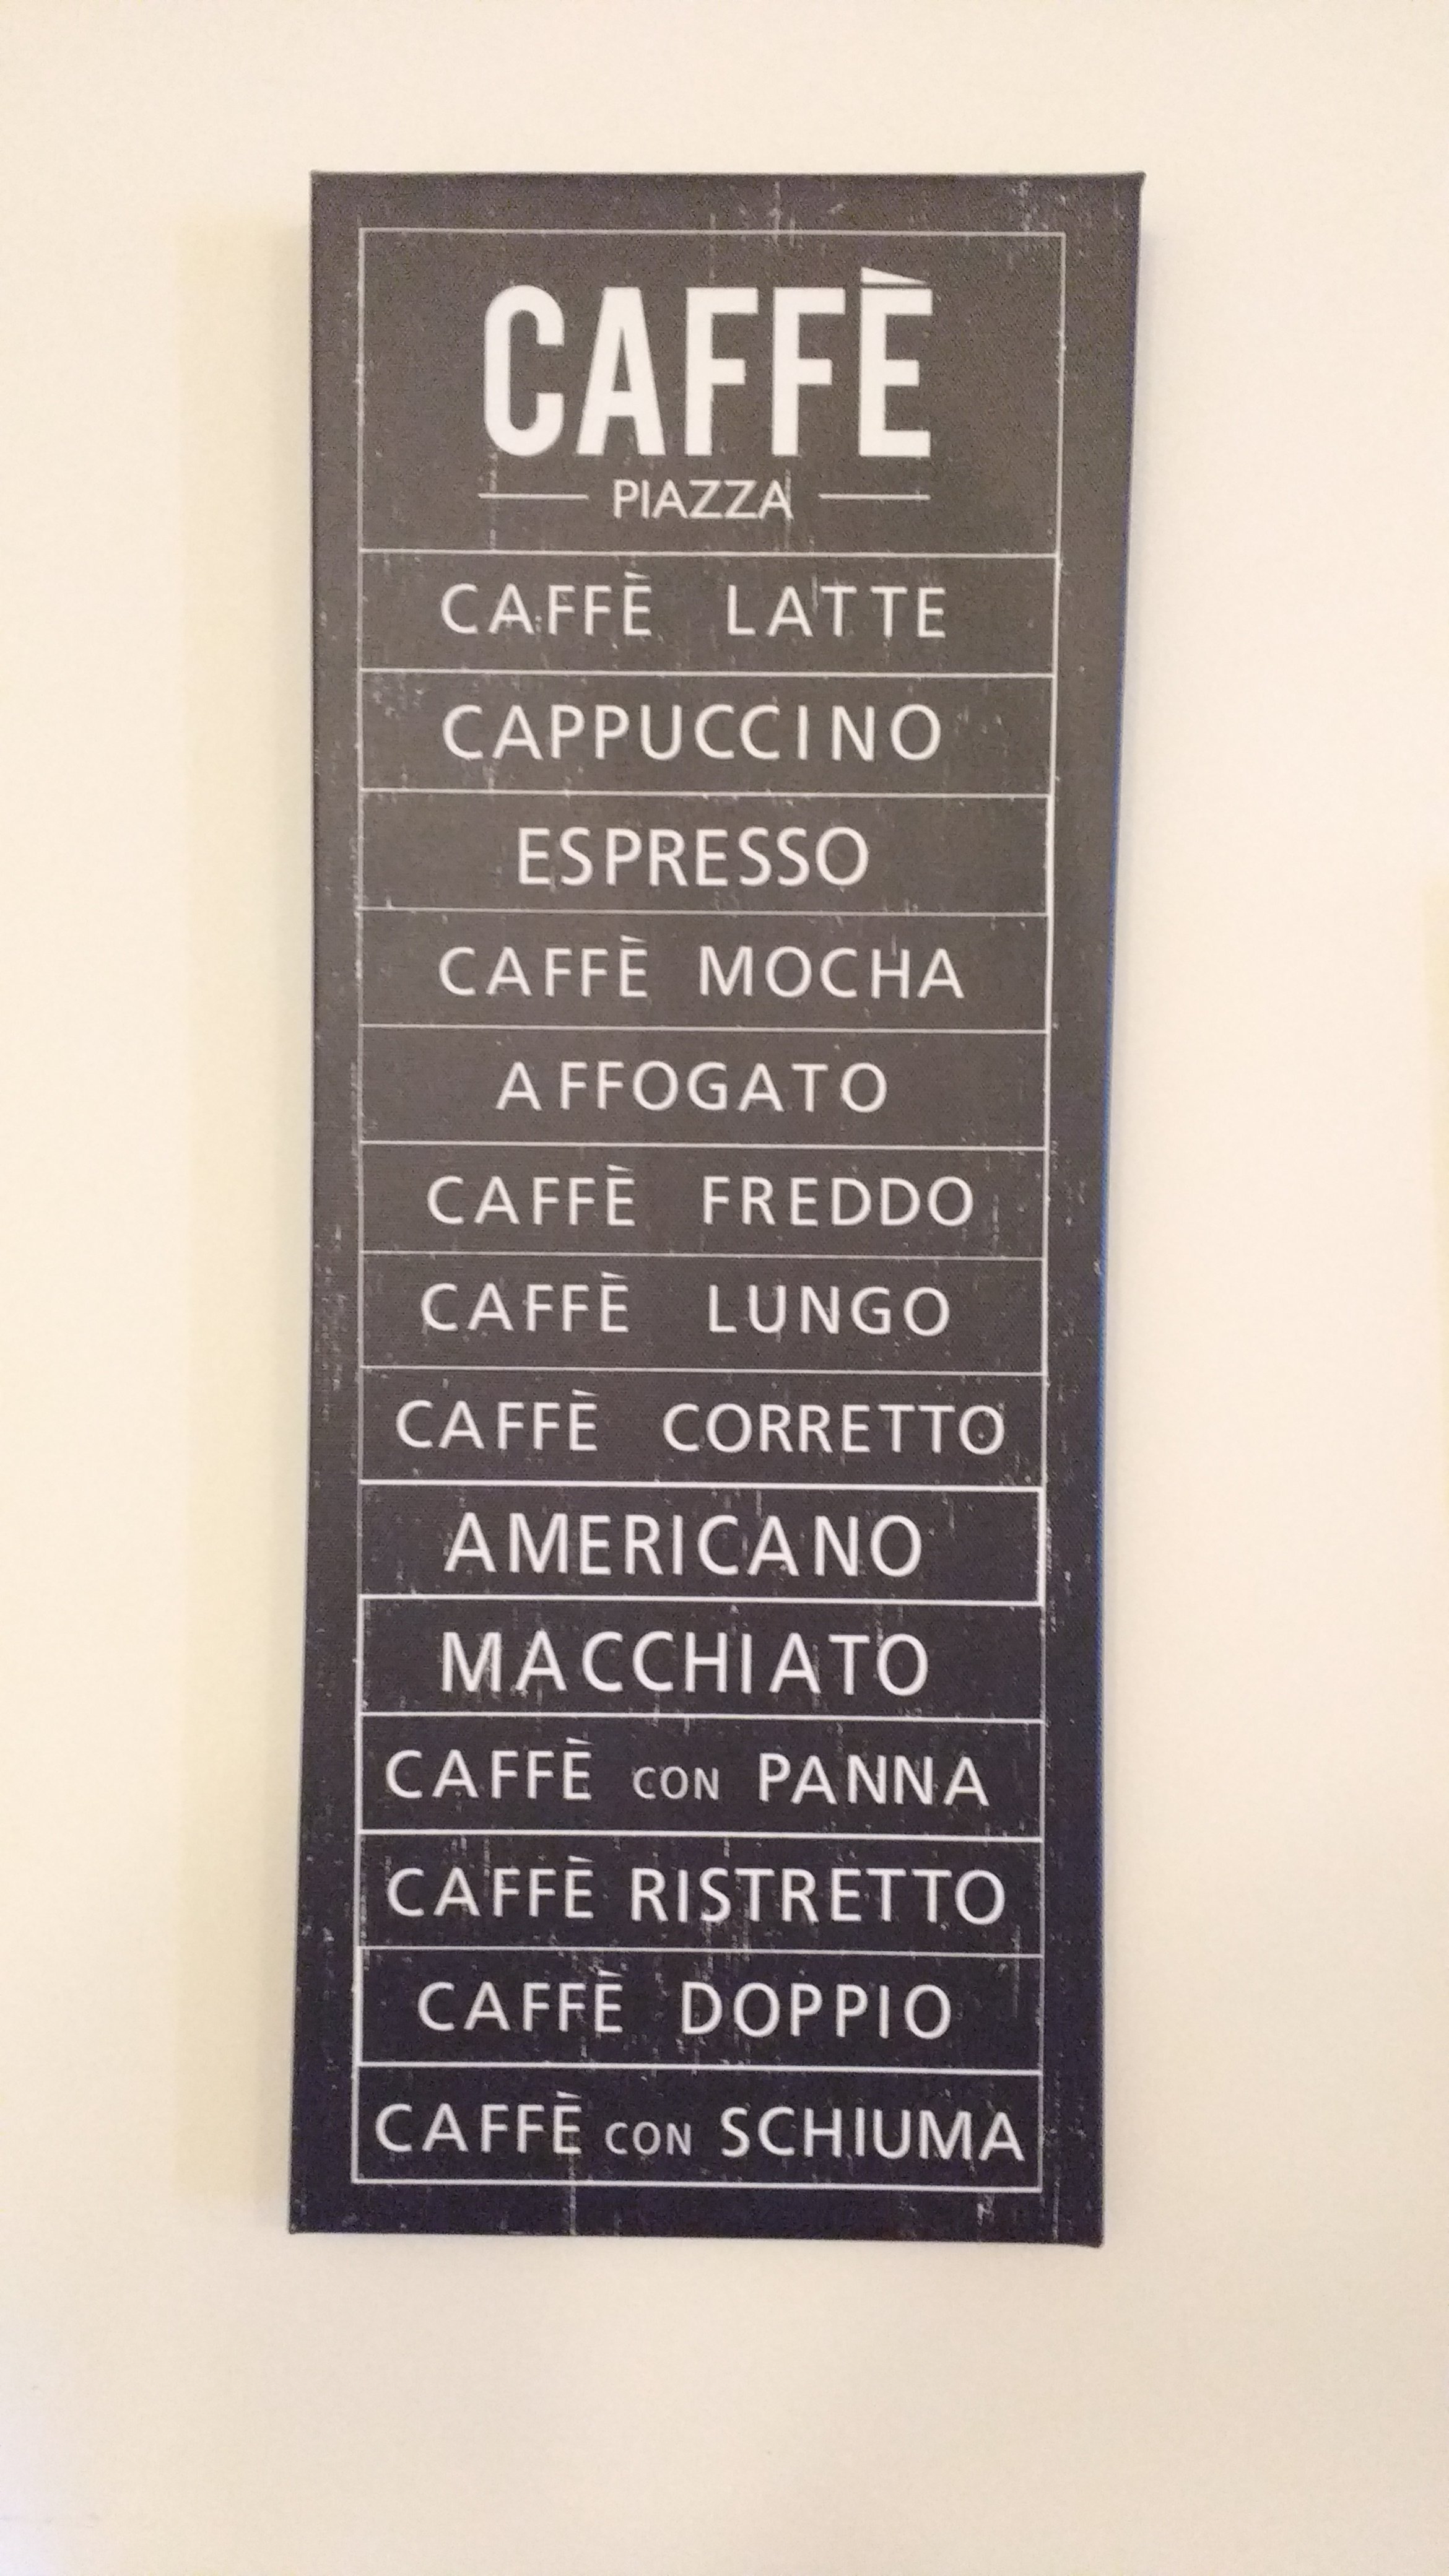 CAFFÈ
PIAZZA
CAFFÈ LATTE
CAPPUCCINO
ESPRESSO
CAFFÈ MOCHA
AFFOGATO
CAFFÈ FREDDO
CAFFÈ LUNGO
CAFFÈ CORRETTO
AMERICANO
MACCHIATO
CAFFÈ CON PANNA
CAFFÈ RISTRETTO
CAFFÈ DOPPIO
CAFFÈ CON SCHIUMA